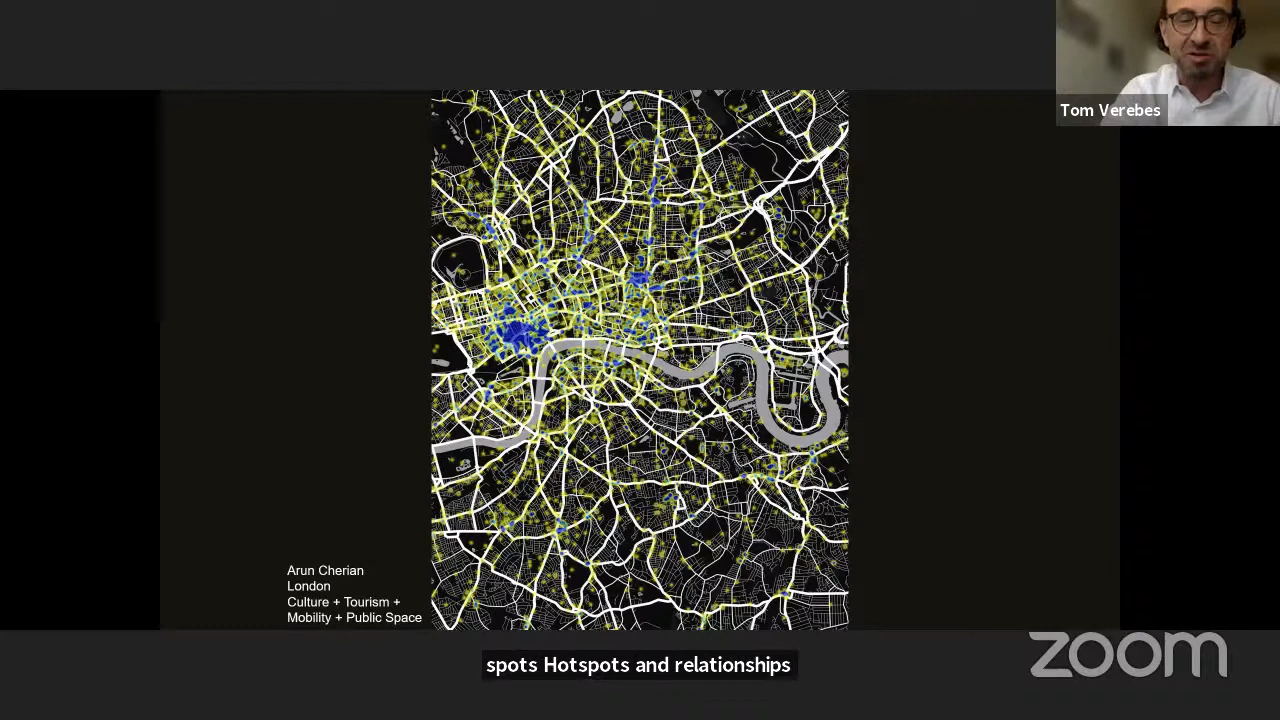 Tom Verebes
Arun Cherian
London
Culture + Tourism +
Mobility + Public Space
spots Hotspots and relationships
zoom